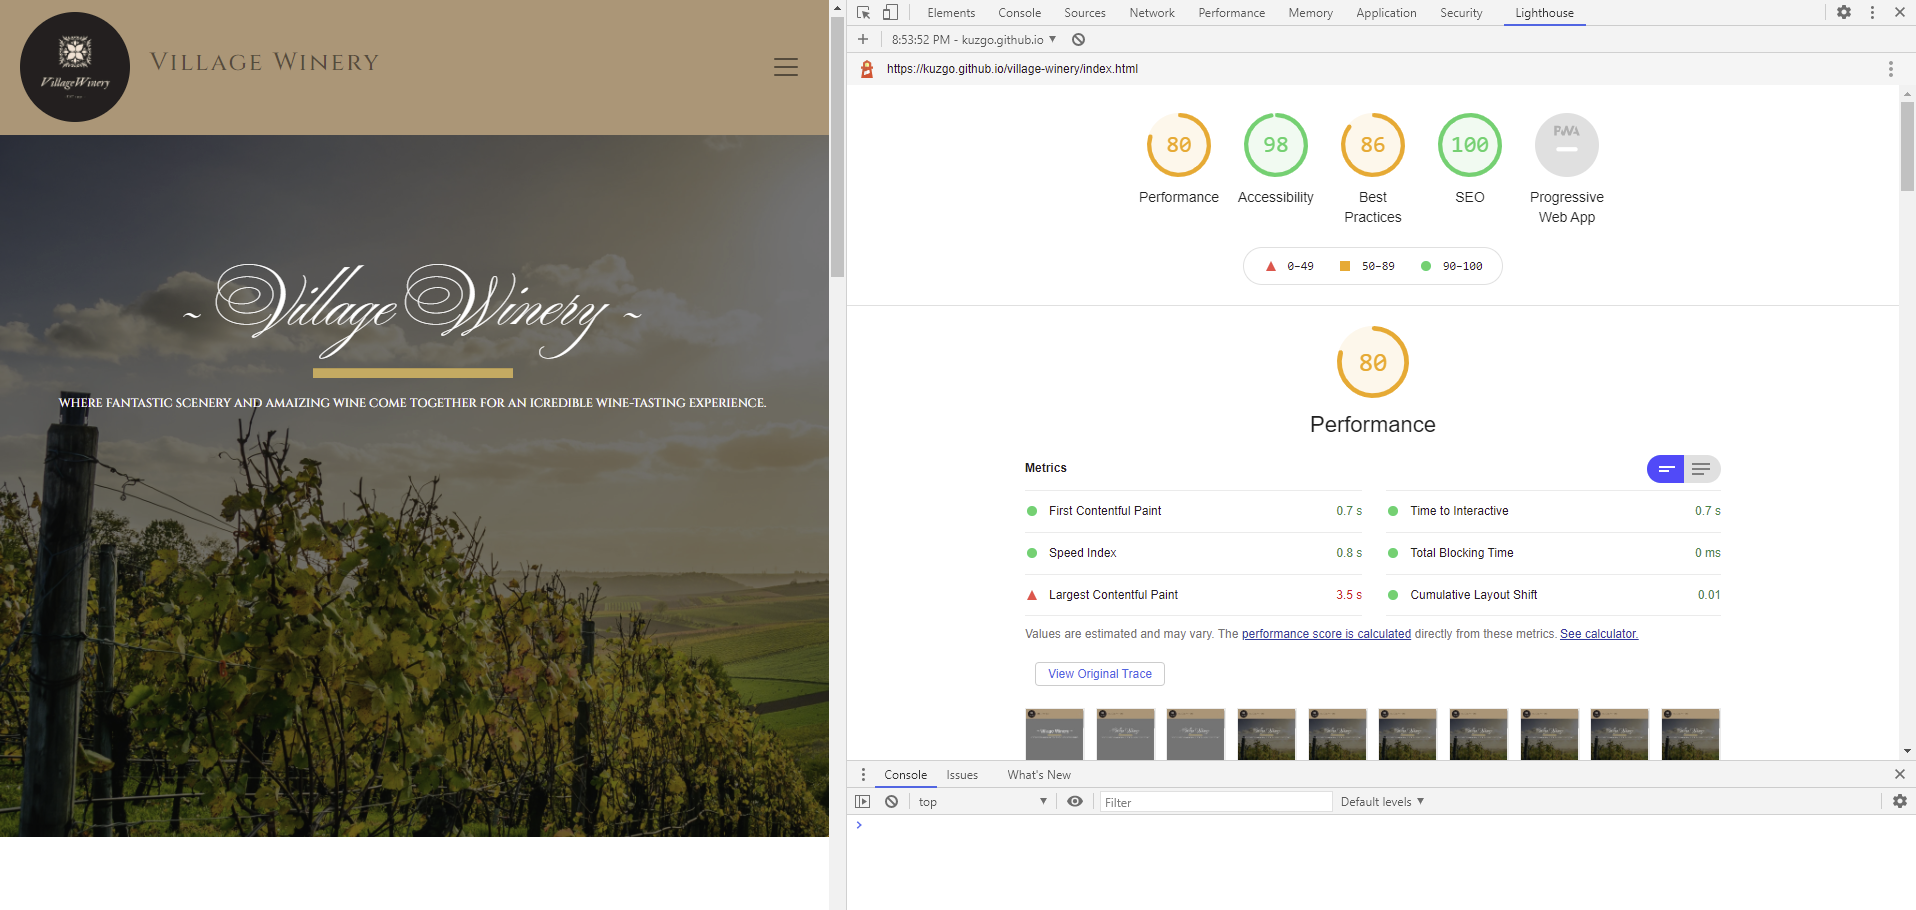 VillageWinery
Village Winery
~ Village Winery ~
WHERE FANTASTIC SCENERY AND AMAIZING WINE COME TOGETHER FOR AN ICREDIBLE WINE-TASTING EXPERIENCE.
Elements Console Sources Network Performance Memory Application Security Lighthouse
8:53:52 PM - kuzgo.github.io
https://kuzgo.github.io/village-winery/index.html
80 98 86 100 PWA
Performance Accessibility Best Practices SEO Progressive Web App
0–49 50–89 90–100
80
Performance
Metrics
First Contentful Paint 0.7 s Time to Interactive 0.7 s
Speed Index 0.8 s Total Blocking Time 0 ms
Largest Contentful Paint 3.5 s Cumulative Layout Shift 0.01
Values are estimated and may vary. The performance score is calculated directly from these metrics. See calculator.
View Original Trace
Console Issues What's New
top Filter Default levels